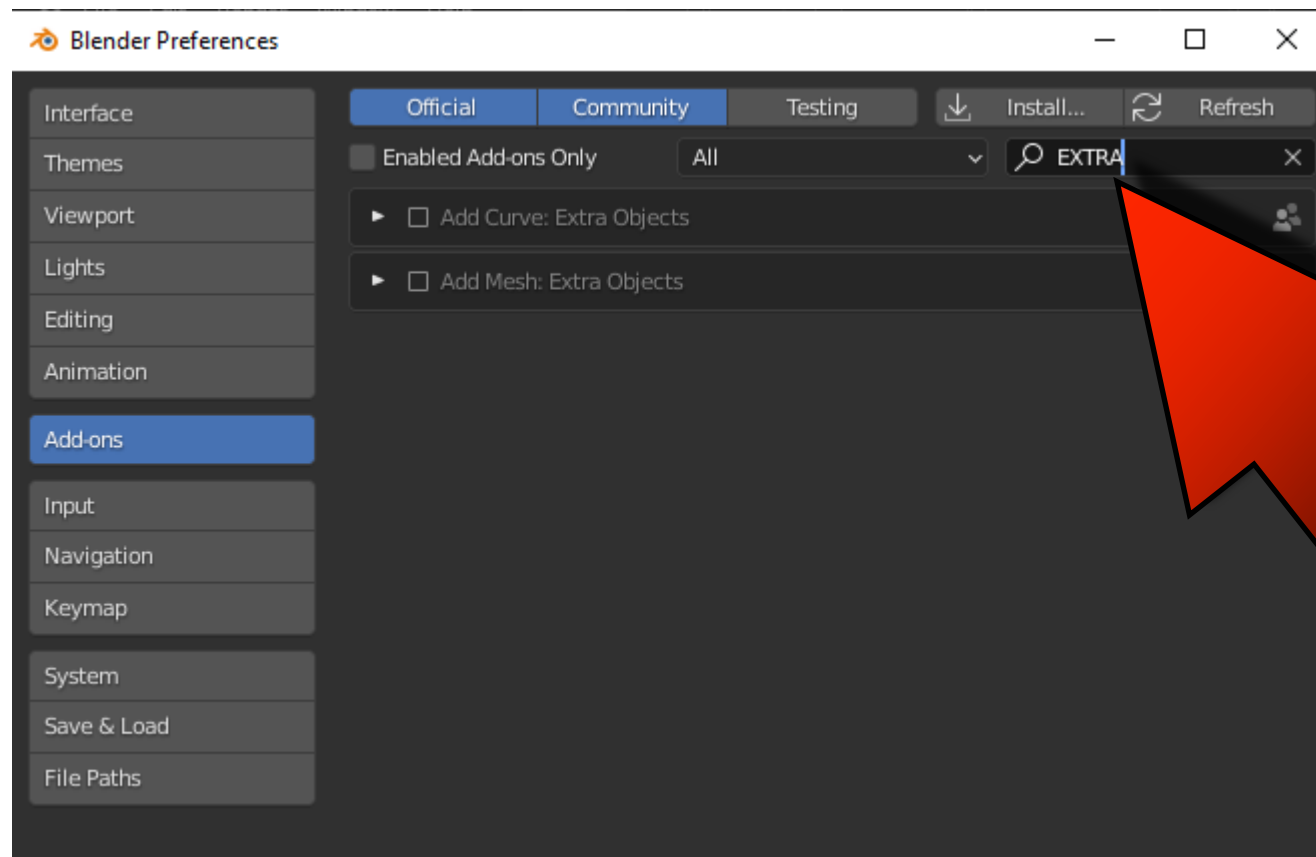 Blender Preferences
Official Community Testing Install... Refresh
Enabled Add-ons Only All EXTRA
Add Curve: Extra Objects
Add Mesh: Extra Objects
Interface
Themes
Viewport
Lights
Editing
Animation
Add-ons
Input
Navigation
Keymap
System
Save & Load
File Paths